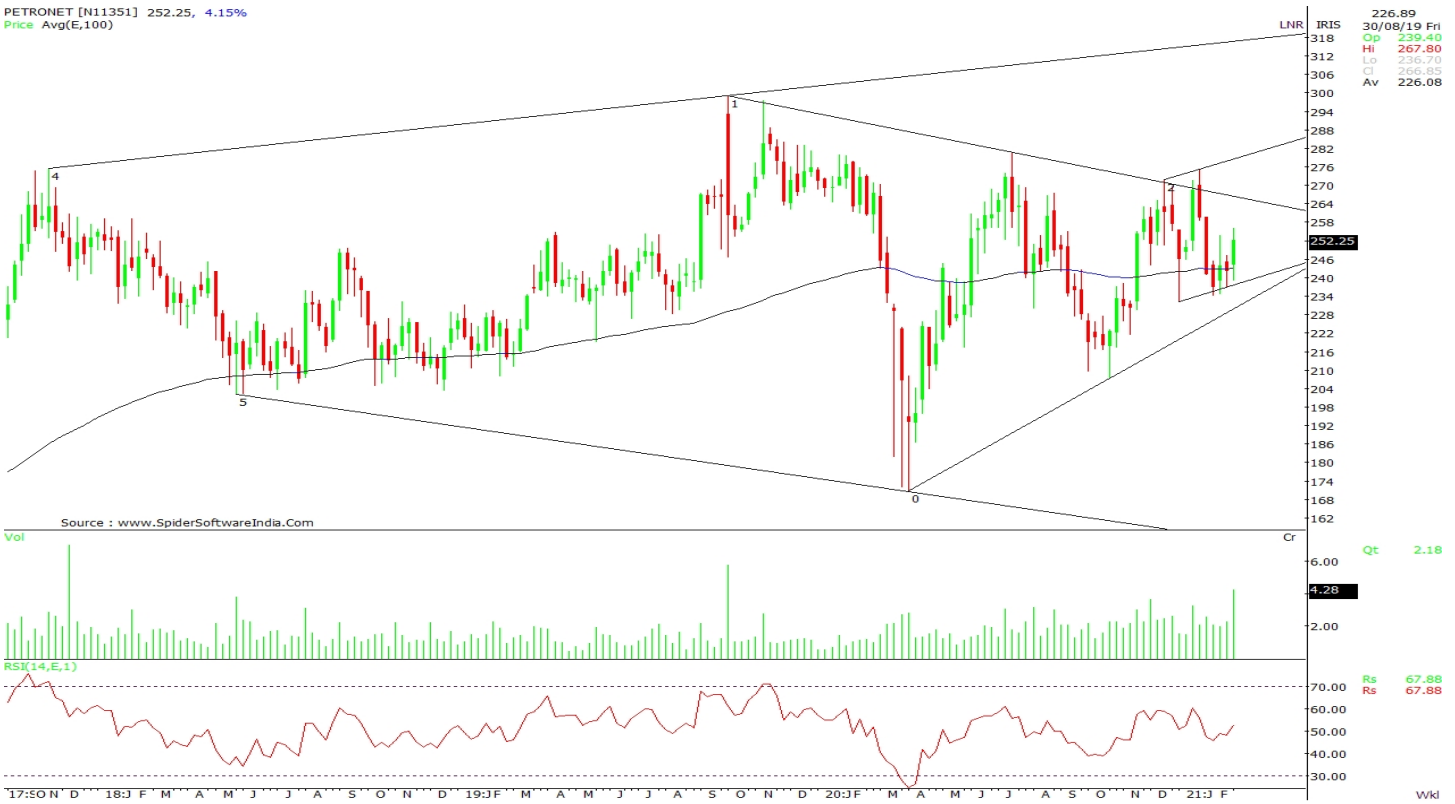 PETRONET [N11351] 252.25, 4.15%
Price Avg(E,100)
LNR IRIS
226.89
30/08/19 Fri
Op 239.40
Hi 267.80
Lo 236.70
Cl 266.85
Av 226.08
318
312
306
300
294
288
282
276
270
264
258
252.25
246
240
234
228
222
216
210
204
198
192
186
180
174
168
162
4
1
2
5
0
Source : www.SpiderSoftwareIndia.Com
Vol
Cr
Qt 2.18
6.00
4.28
2.00
RSI(14,E,1)
Rs 67.88
Rs 67.88
70.00
60.00
50.00
40.00
30.00
17:SO N D 18:J F M A M J J A S O N D 19:J F M A M J J A S O N D 20:J F M A M J J A S O N D 21:J F
Wkl